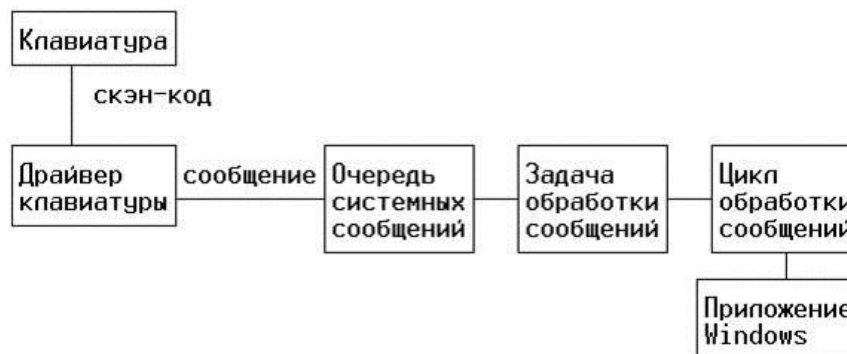 Клавиатура
скэн-код
Драйвер
клавиатуры
сообщение
Очередь
системных
сообщений
Задача
обработки
сообщений
Цикл
обработки
сообщений
Приложение
Windows